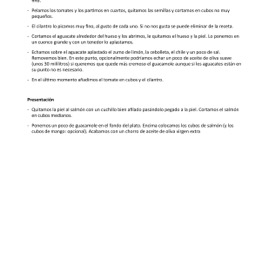 - Pelamos los tomates y los partimos en cuartos, quitamos las semillas y cortamos en cubos no muy
pequeños.
- El cilantro lo picamos muy fino, al gusto de cada uno. Si no nos gusta se puede eliminar de la receta.
- Cortamos el aguacate alrededor del hueso y los abrimos, le quitamos el hueso y la piel. Lo ponemos en
un cuenco grande y con un tenedor lo aplastamos.
- Echamos sobre el aguacate aplastado el zumo de limón, la cebolleta, el chile y un poco de sal.
Removemos bien. En este punto, opcionalmente podríamos echar un poco de aceite de oliva suave
(unos 30 mililitros) si queremos que quede más cremoso el guacamole aunque si los aguacates están en
su punto no es necesario.
- En el último momento añadimos el tomate en cubos y el cilantro.
Presentación
- Quitamos la piel al salmón con un cuchillo bien afilado pasándolo pegado a la piel. Cortamos el salmón
en cubos medianos.
- Ponemos un poco de guacamole en el fondo del plato. Encima colocamos los cubos de salmón (y los
cubos de mango: opcional). Acabamos con un chorro de aceite de oliva virgen extra